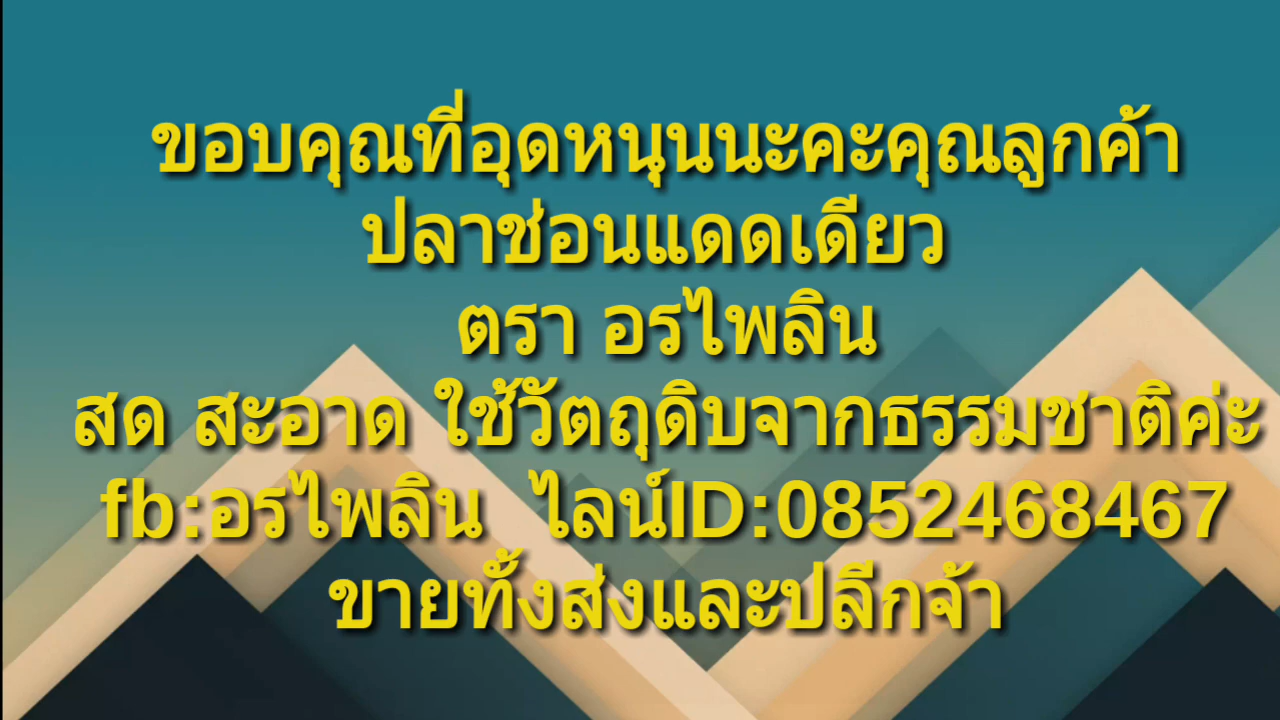 ขอบคุณที่อุดหนุนนะคะคุณลูกค้า
ปลาช่อนแดดเดียว
ตรา อรไพลิน
สด สะอาด ใช้วัตถุดิบจากธรรมชาติค่ะ
fb:อรไพลิน ไลน์ID:0852468467
ขายทั้งส่งและปลีกจ้า